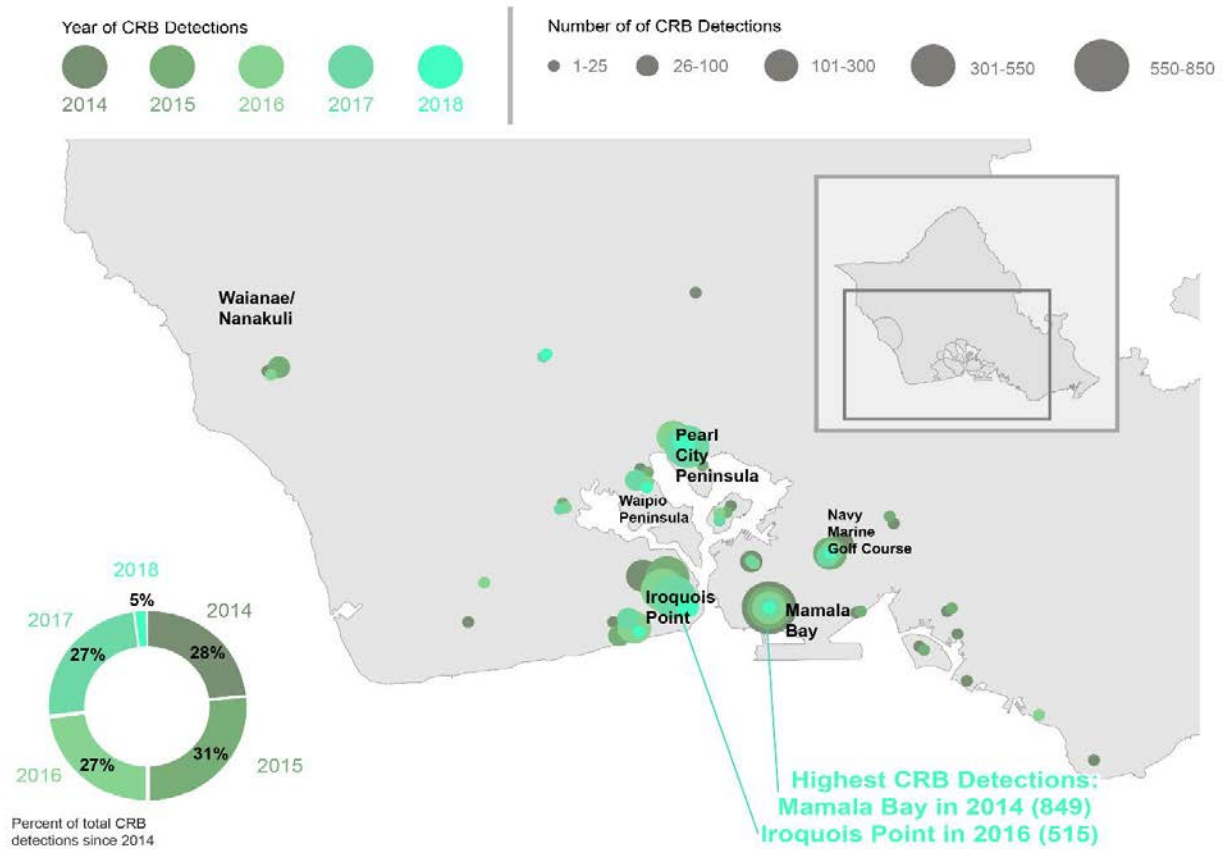 Year of CRB Detections
2014
2015
2016
2017
2018
Number of of CRB Detections
1-25
26-100
101-300
301-550
550-850
Waianae/
Nanakuli
Pearl
City
Peninsula
Waipio
Peninsula
Navy
Marine
Golf Course
Iroquois
Point
Mamala
Bay
2018
5%
2014
28%
2017
27%
2016
27%
31%
2015
Percent of total CRB
detections since 2014
Highest CRB Detections:
Mamala Bay in 2014 (849)
Iroquois Point in 2016 (515)